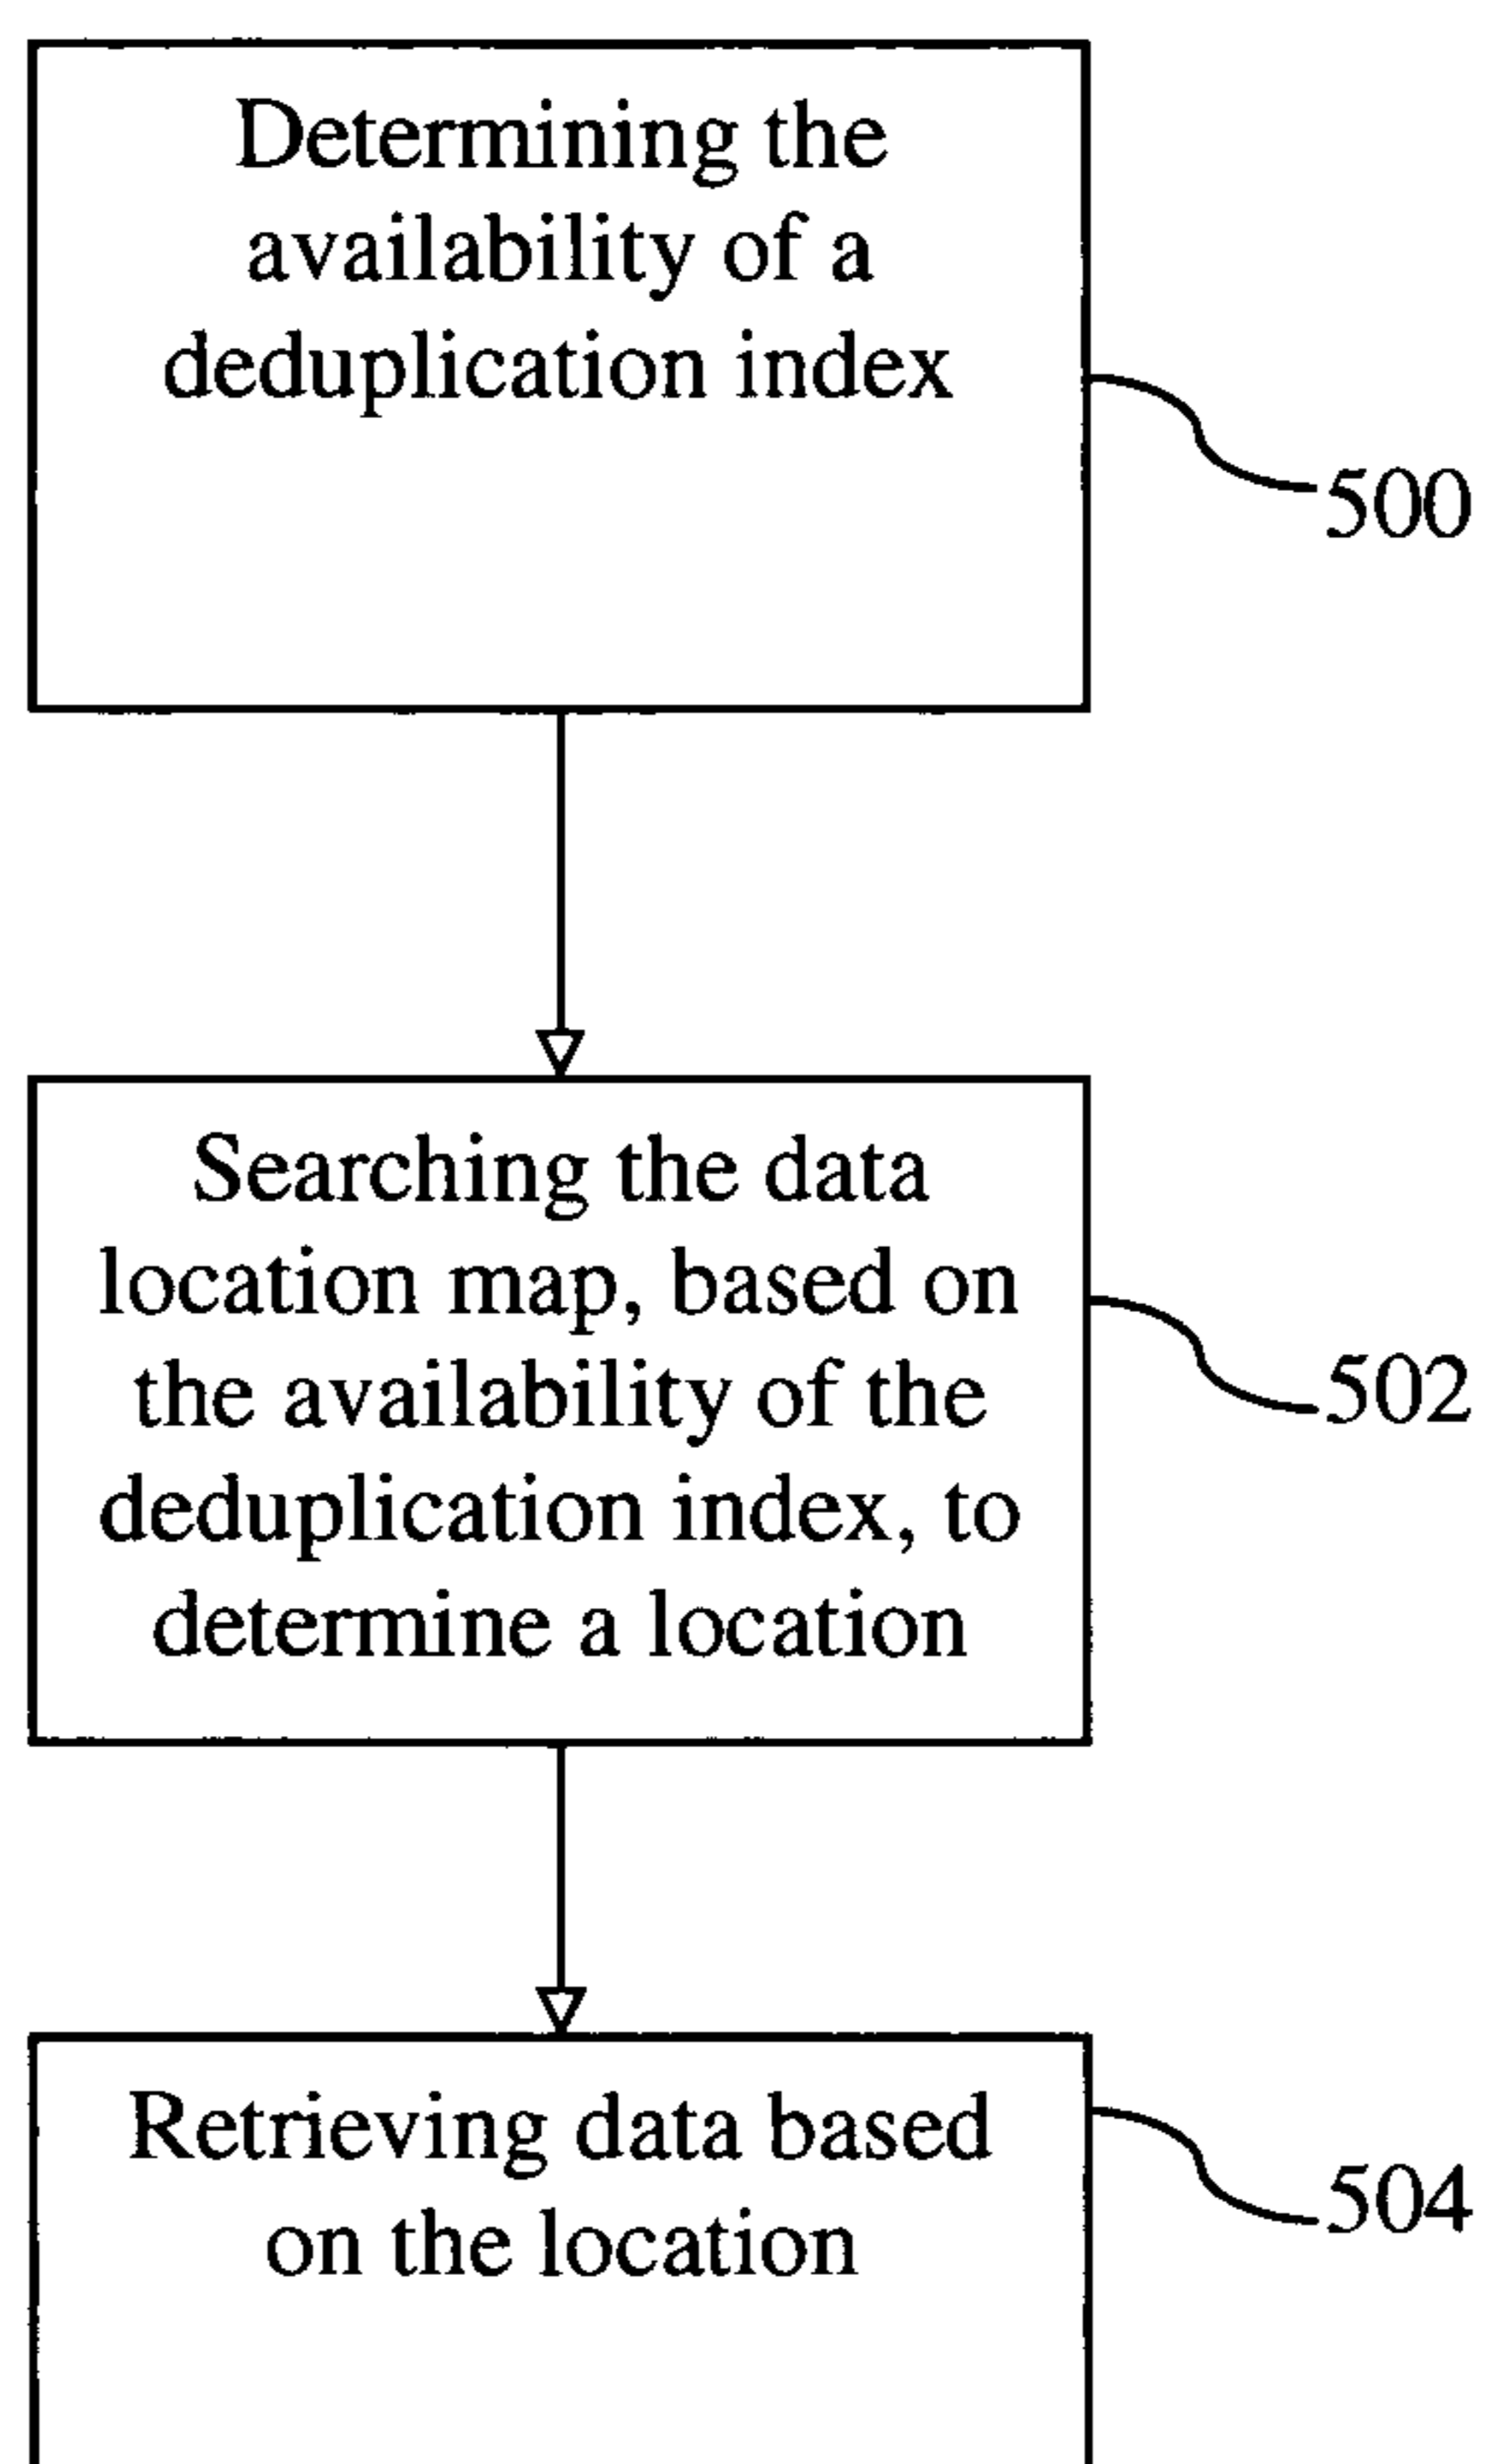 Determining the
availability of a
deduplication index
500
Searching the data
location map, based on
the availability of the
deduplication index, to
determine a location
502
Retrieving data based
on the location
504